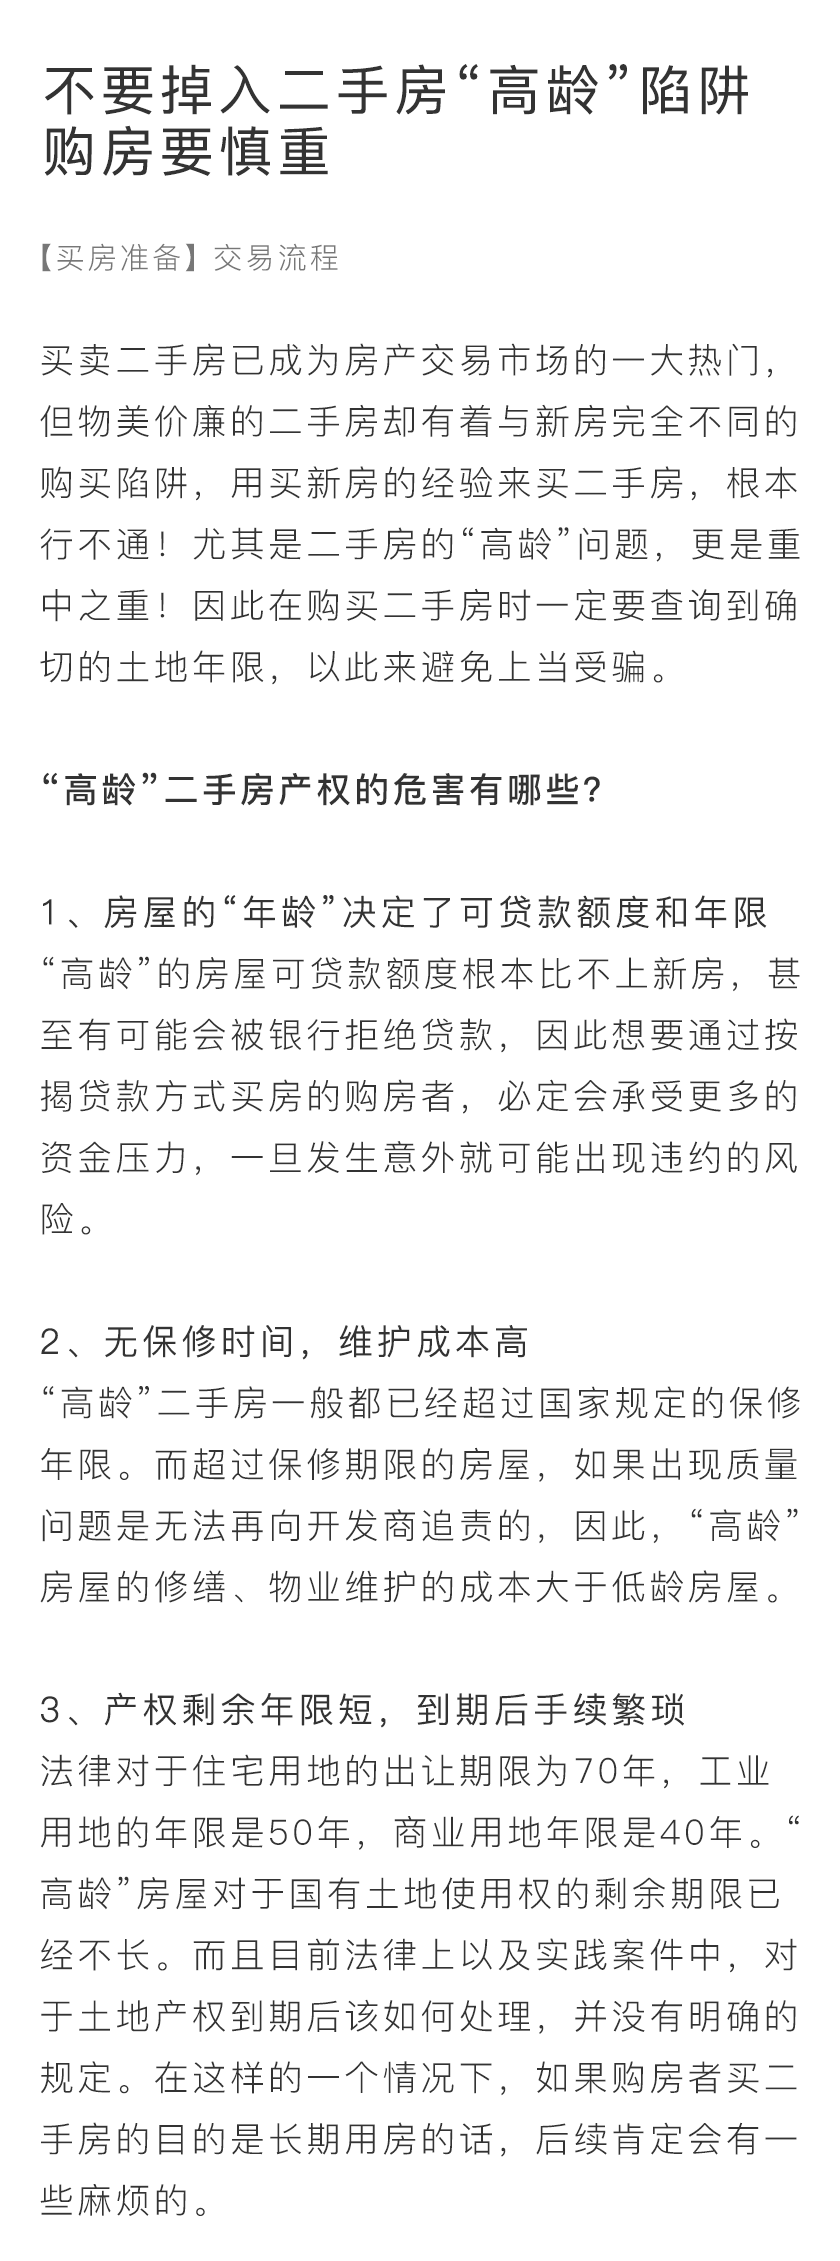 不要掉入二手房“高龄”陷阱
购房要慎重
【买房准备】交易流程
买卖二手房已成为房产交易市场的一大热门，
但物美价廉的二手房却有着与新房完全不同的
购买陷阱，用买新房的经验来买二手房，根本
行不通！尤其是二手房的“高龄”问题，更是重
中之重！因此在购买二手房时一定要查询到确
切的土地年限，以此来避免上当受骗。
“高龄”二手房产权的危害有哪些?
1、房屋的“年龄”决定了可贷款额度和年限
“高龄”的房屋可贷款额度根本比不上新房，甚
至有可能会被银行拒绝贷款，因此想要通过按
揭贷款方式买房的购房者，必定会承受更多的
资金压力，一旦发生意外就可能出现违约的风
险。
2、无保修时间，维护成本高
“高龄”二手房一般都已经超过国家规定的保修
年限。而超过保修期限的房屋，如果出现质量
问题是无法再向开发商追责的，因此，“高龄”
房屋的修缮、物业维护的成本大于低龄房屋。
3、产权剩余年限短，到期后手续繁琐
法律对于住宅用地的出让期限为70年，工业
用地的年限是50年，商业用地年限是40年。“
高龄”房屋对于国有土地使用权的剩余期限已
经不长。而且目前法律上以及实践案件中，对
于土地产权到期后该如何处理，并没有明确的
规定。在这样的一个情况下，如果购房者买二
手房的目的是长期用房的话，后续肯定会有一
些麻烦的。